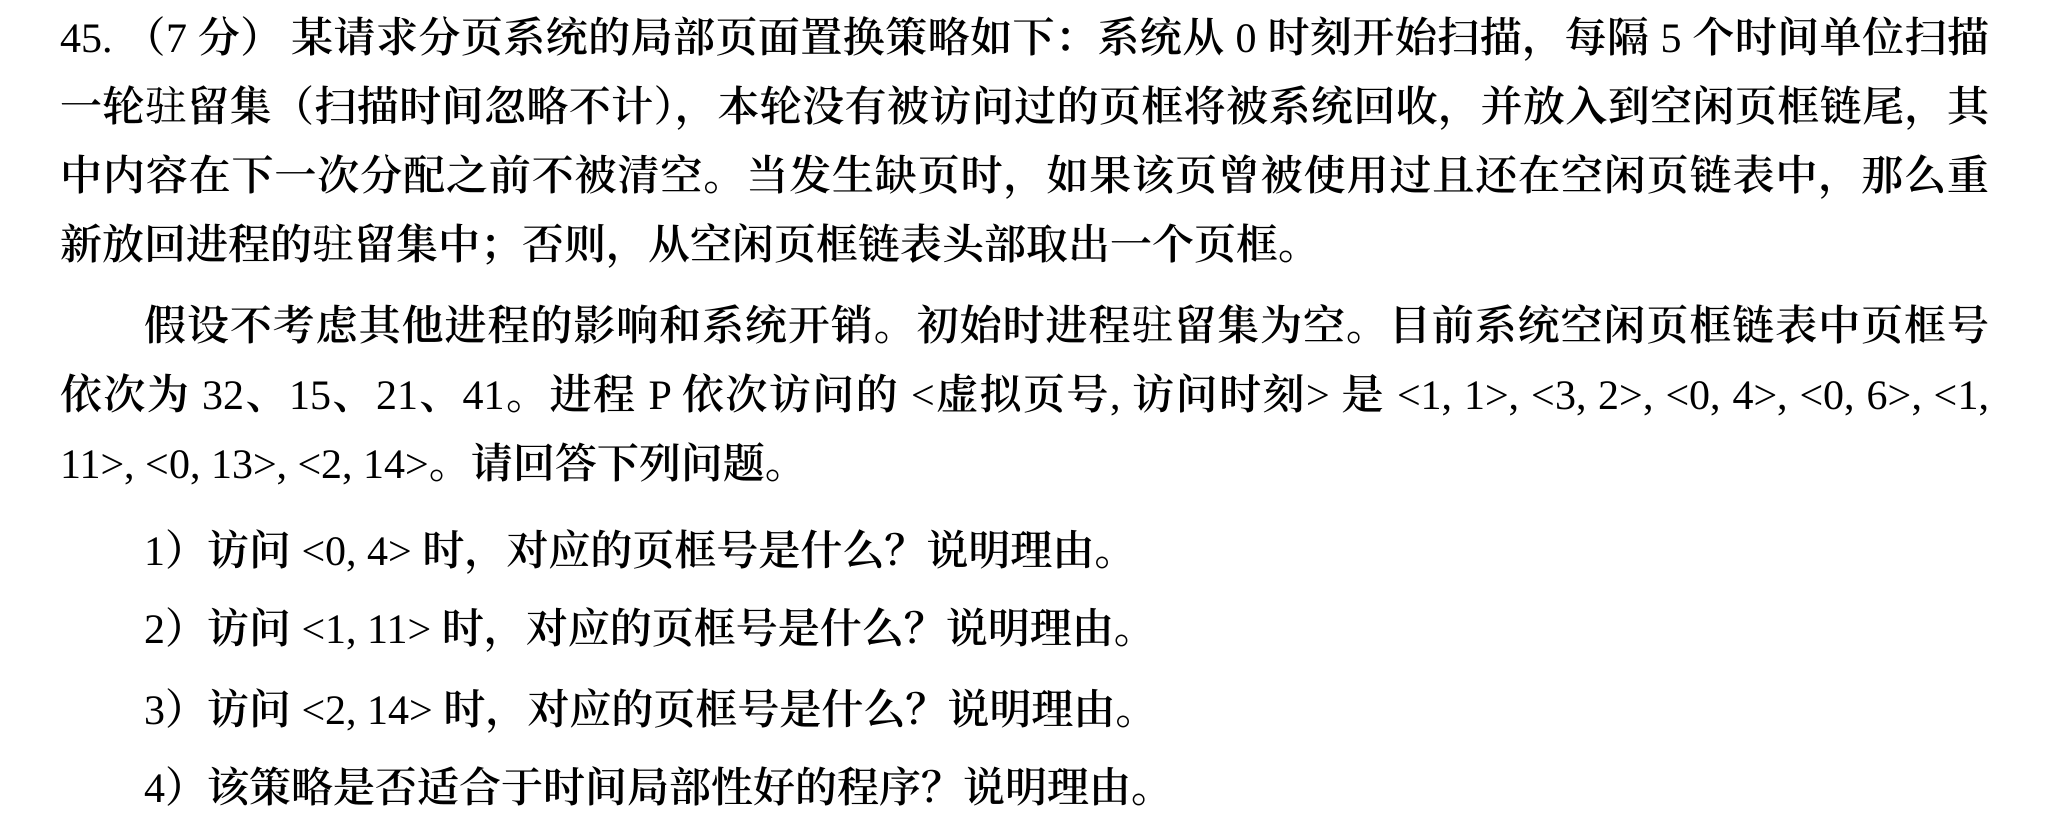 45. （7 分） 某请求分页系统的局部页面置换策略如下：系统从 0 时刻开始扫描，每隔 5 个时间单位扫描
一轮驻留集（扫描时间忽略不计），本轮没有被访问过的页框将被系统回收，并放入到空闲页框链尾，其
中内容在下一次分配之前不被清空。当发生缺页时，如果该页曾被使用过且还在空闲页链表中，那么重
新放回进程的驻留集中；否则，从空闲页框链表头部取出一个页框。
假设不考虑其他进程的影响和系统开销。初始时进程驻留集为空。目前系统空闲页框链表中页框号
依次为 32、15、21、41。进程 P 依次访问的 <虚拟页号, 访问时刻> 是 <1, 1>, <3, 2>, <0, 4>, <0, 6>, <1,
11>, <0, 13>, <2, 14>。请回答下列问题。
1）访问 <0, 4> 时，对应的页框号是什么？说明理由。
2）访问 <1, 11> 时，对应的页框号是什么？说明理由。
3）访问 <2, 14> 时，对应的页框号是什么？说明理由。
4）该策略是否适合于时间局部性好的程序？说明理由。